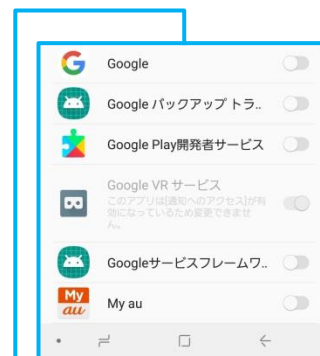 Google
Google バックアップ トラ..
Google Play開発者サービス
Google VR サービス
このアプリは[通知へのアクセス]が有
効になっているため変更できませ
ん。
Googleサービスフレームワ..
My
au
My au